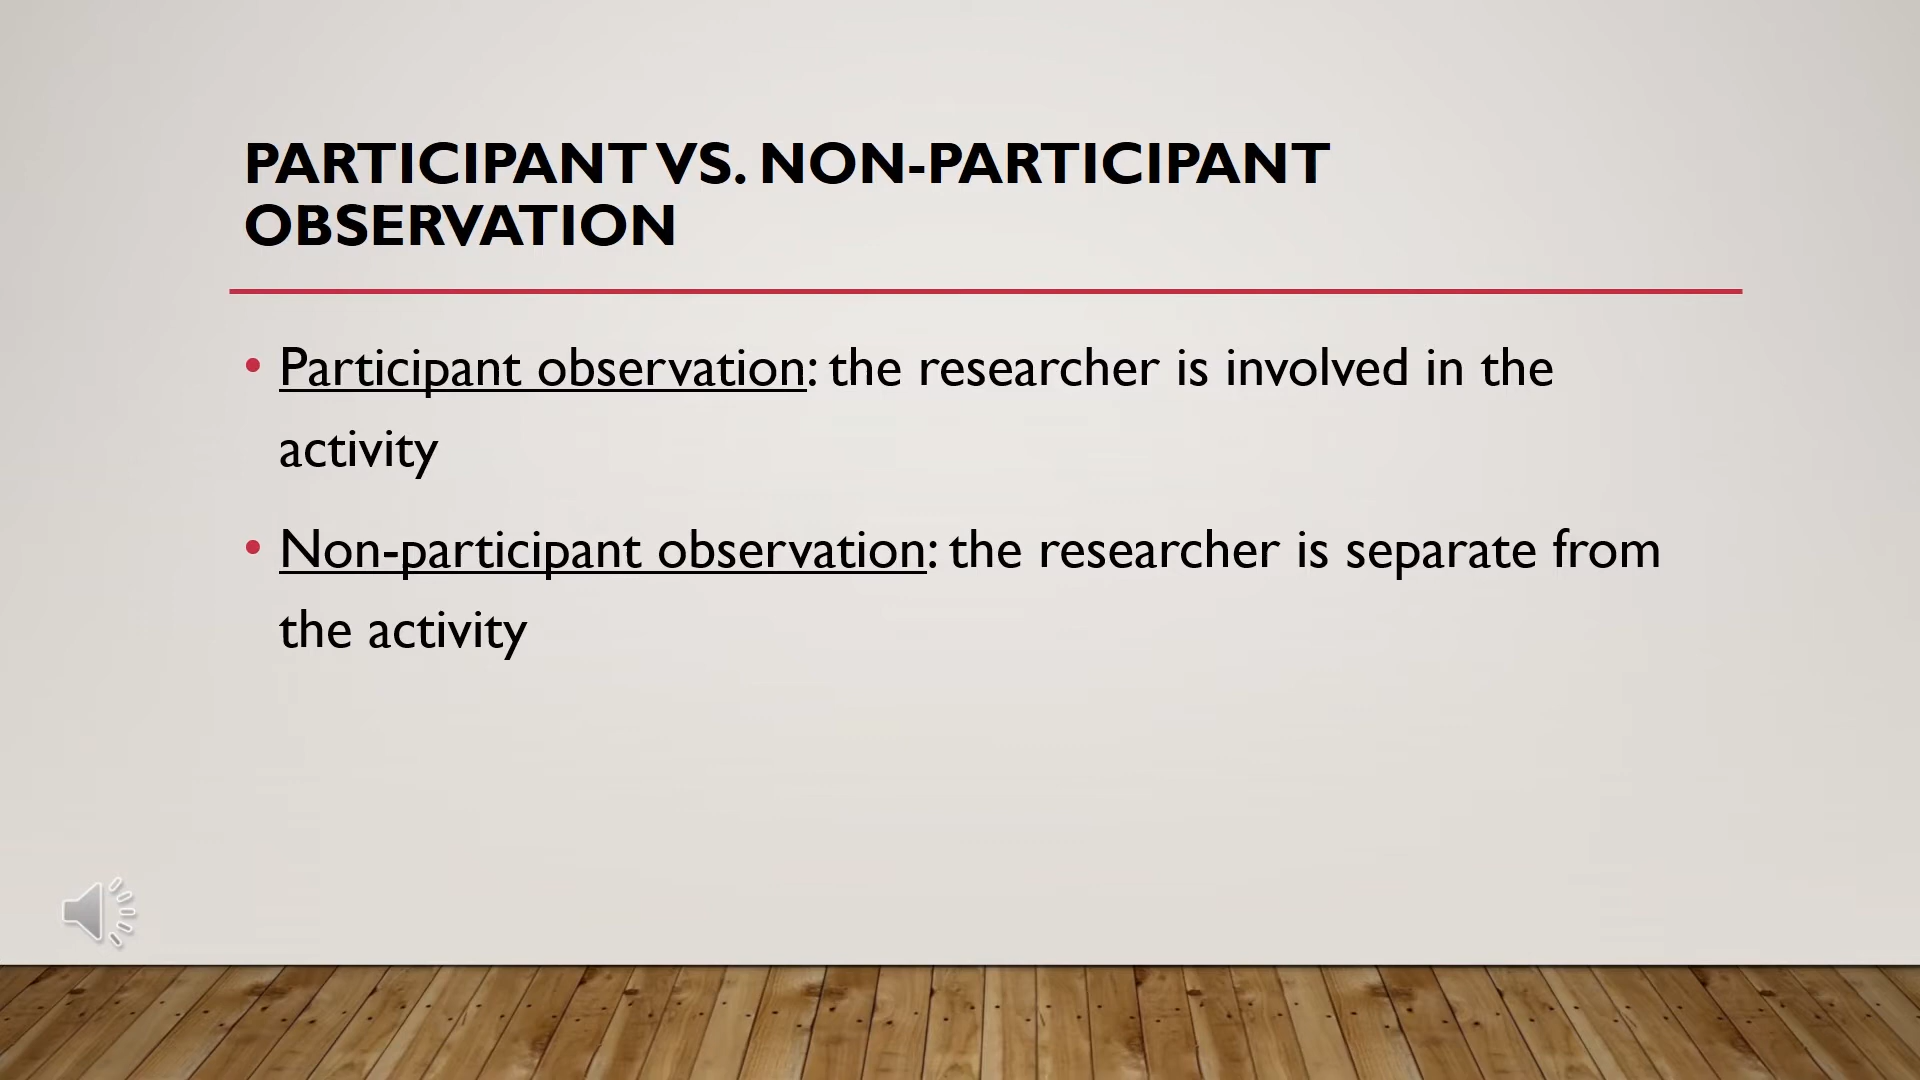 PARTICIPANT VS. NON-PARTICIPANT
OBSERVATION
• Participant observation: the researcher is involved in the
activity
• Non-participant observation: the researcher is separate from
the activity